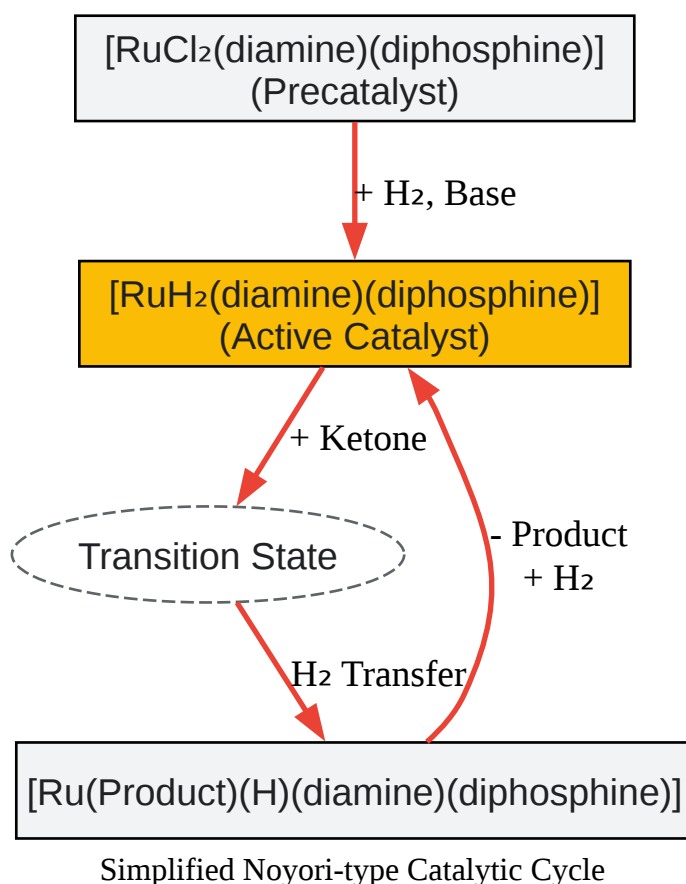 [RuCl₂(diamine)(diphosphine)]
(Precatalyst)
+ H₂, Base
[RuH₂(diamine)(diphosphine)]
(Active Catalyst)
+ Ketone
Transition State
- Product
+ H₂
H₂ Transfer
[Ru(Product)(H)(diamine)(diphosphine)]
Simplified Noyori-type Catalytic Cycle